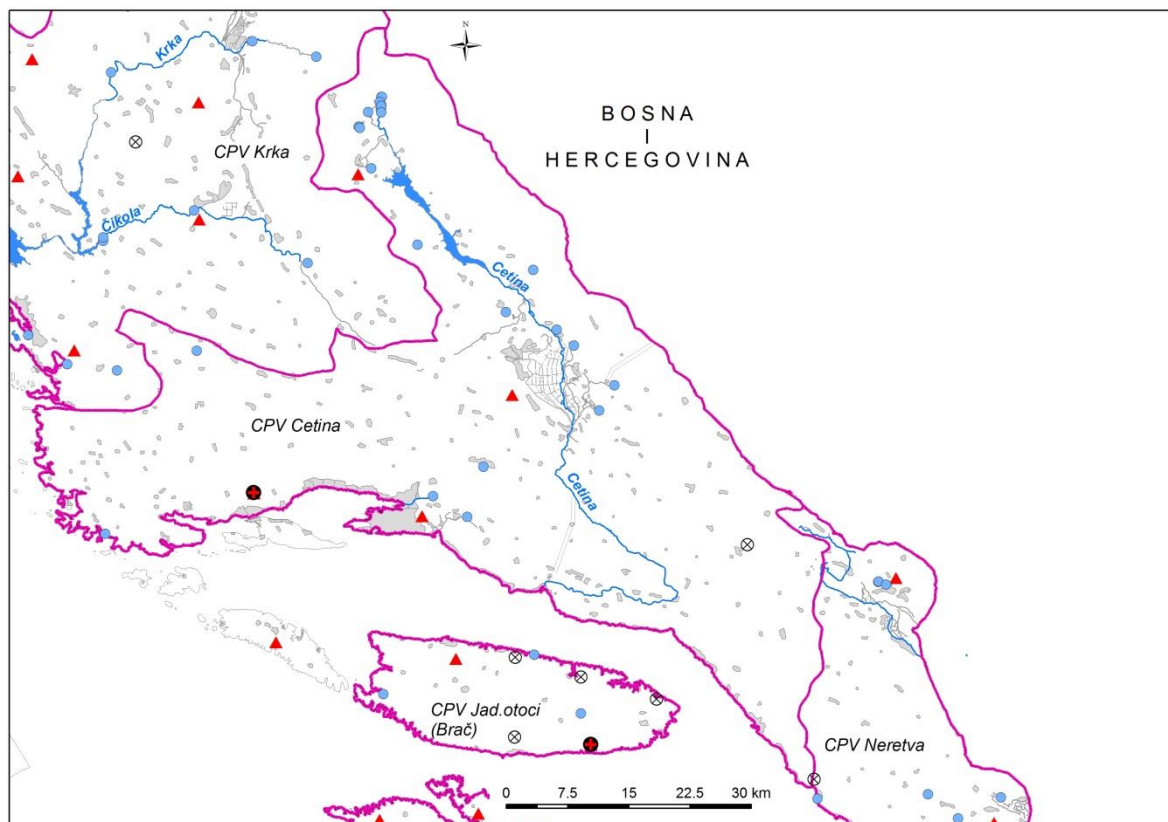 N
Krka
BOSNA
I
HERCEGOVINA
CPV Krka
Čikola
Cetina
CPV Cetina
Cetina
CPV Jad.otoci
(Brač)
CPV Neretva
0 7.5 15 22.5 30 km